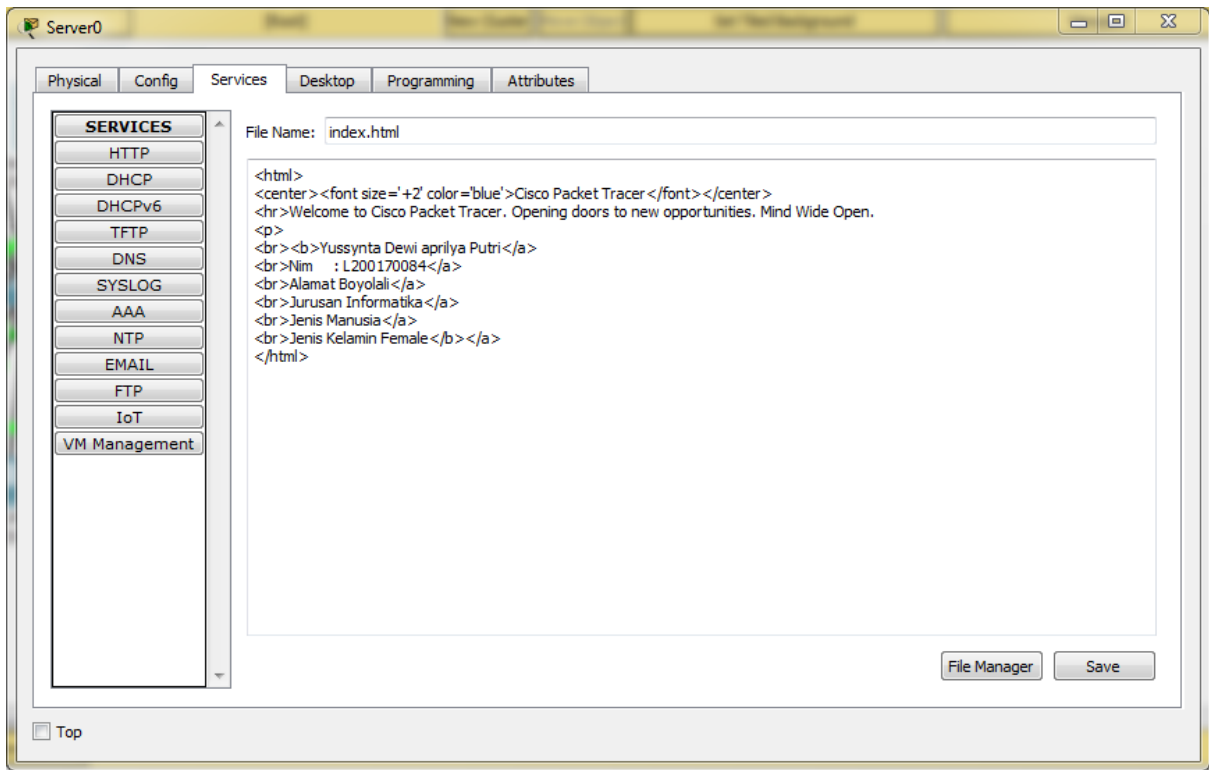 Server0
Physical Config Services Desktop Programming Attributes
SERVICES
HTTP
DHCP
DHCPv6
TFTP
DNS
SYSLOG
AAA
NTP
EMAIL
FTP
IoT
VM Management
File Name: index.html
<html>
<center><font size='+2' color='blue'>Cisco Packet Tracer</font></center>
<hr>Welcome to Cisco Packet Tracer. Opening doors to new opportunities. Mind Wide Open.
<p>
<br><b>Yussynta Dewi aprilya Putri</a>
<br>Nim    : L200170084</a>
<br>Alamat Boyolali</a>
<br>Jurusan Informatika</a>
<br>Jenis Manusia</a>
<br>Jenis Kelamin Female</b></a>
</html>
File Manager Save
Top